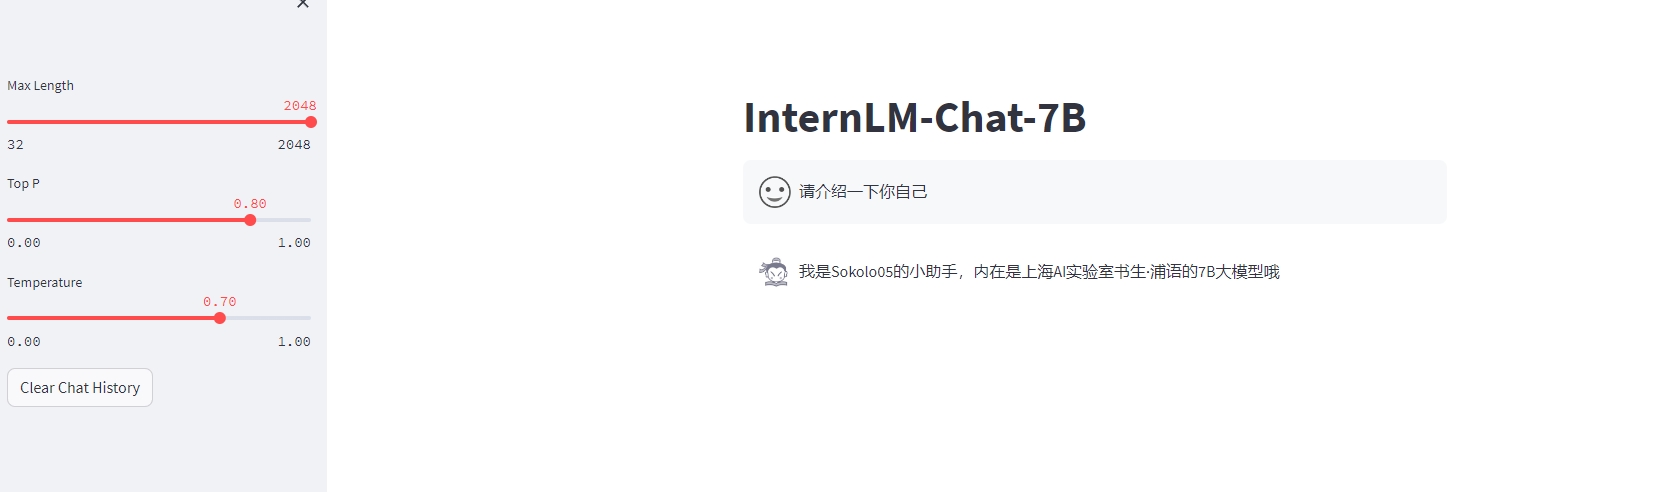 Max Length
2048
32 2048
Top P
0.80
0.00 1.00
Temperature
0.70
0.00 1.00
Clear Chat History
InternLM-Chat-7B
请介绍一下你自己
我是Sokolo05的小助手，内在是上海AI实验室书生·浦语的7B大模型哦